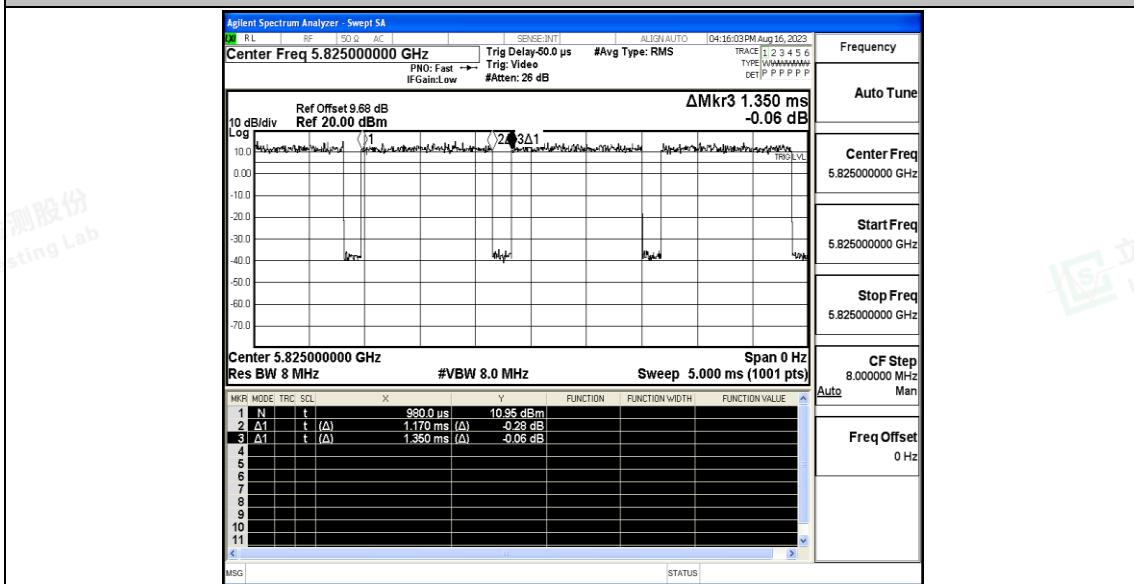 Agilent Spectrum Analyzer - Swept SA
RL RF 50 Ω AC SENSE:INT ALIGN AUTO 04:16:03 PM Aug 16, 2023
Center Freq 5.825000000 GHz
PNO: Fast
IFGain:Low
Trig Delay-50.0 µs
Trig: Video
#Atten: 26 dB
#Avg Type: RMS
TRACE 1 2 3 4 5 6
TYPE WWWWWW
DET P P P P P P
ΔMkr3 1.350 ms
-0.06 dB
Ref Offset 9.68 dB
10 dB/div Ref 20.00 dBm
Log
1 2Δ 3Δ1
TRIG LVL
10.0
0.00
-10.0
-20.0
-30.0
-40.0
-50.0
-60.0
-70.0
Center 5.825000000 GHz Span 0 Hz
Res BW 8 MHz #VBW 8.0 MHz Sweep 5.000 ms (1001 pts)
MKR MODE TRC SCL X Y FUNCTION FUNCTION WIDTH FUNCTION VALUE
1 N t 980.0 µs 10.95 dBm
2 Δ1 t (Δ) 1.170 ms (Δ) -0.28 dB
3 Δ1 t (Δ) 1.350 ms (Δ) -0.06 dB
4
5
6
7
8
9
10
11
MSG STATUS
Frequency
Auto Tune
Center Freq
5.825000000 GHz
Start Freq
5.825000000 GHz
Stop Freq
5.825000000 GHz
CF Step
8.000000 MHz
Auto Man
Freq Offset
0 Hz
测股份
sting Lab
立